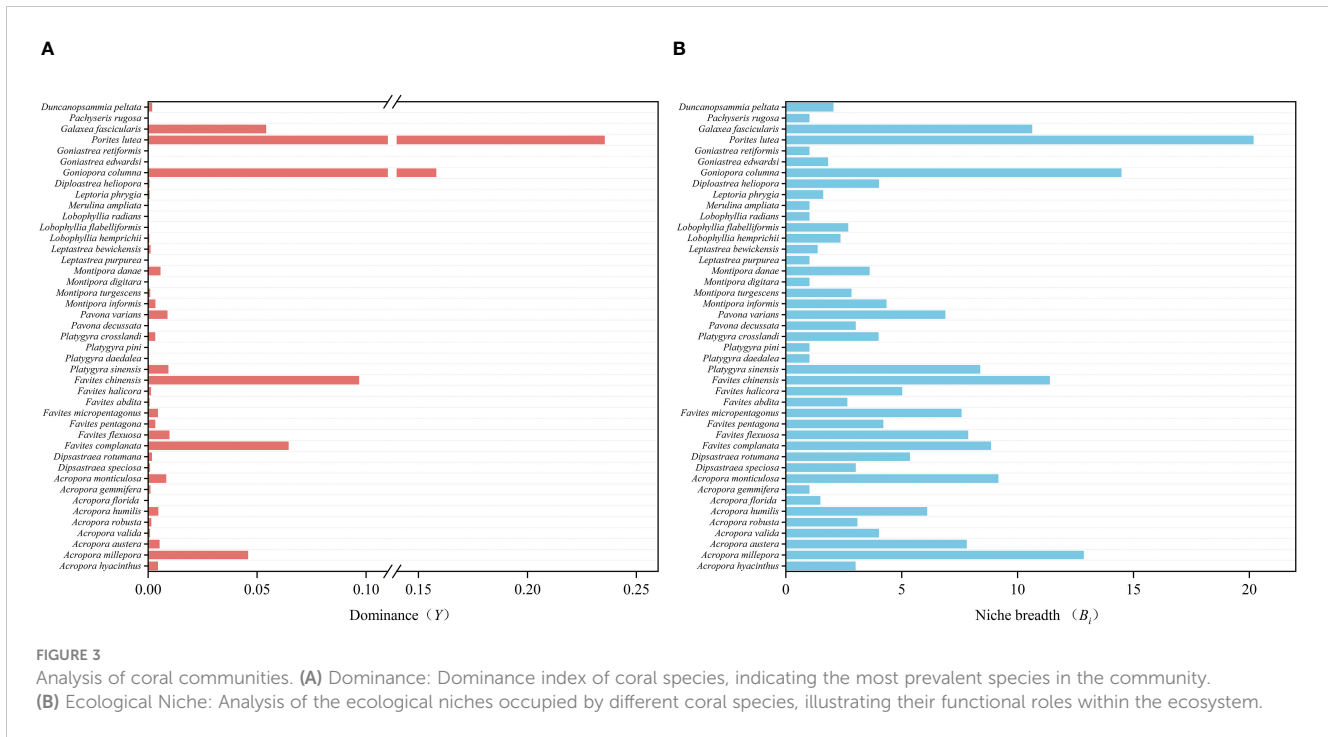 A
B
Duncanopsammia peltata
Pachyseris rugosa
Galaxea fascicularis
Porites lutea
Goniastrea retiformis
Goniastrea edwardsi
Goniopora columna
Diploastrea heliopora
Leptoria phrygia
Merulina ampliata
Lobophyllia radians
Lobophyllia flabelliformis
Lobophyllia hemprichii
Leptastrea bewickensis
Leptastrea purpurea
Montipora danae
Montipora digitara
Montipora turgescens
Montipora informis
Pavona varians
Pavona decussata
Platygyra crosslandi
Platygyra pini
Platygyra daedalea
Platygyra sinensis
Favites chinensis
Favites halicora
Favites abdita
Favites micropentagonus
Favites pentagona
Favites flexuosa
Favites complanata
Dipsastraea rotumana
Dipsastraea speciosa
Acropora monticulosa
Acropora gemmifera
Acropora florida
Acropora humilis
Acropora robusta
Acropora valida
Acropora austera
Acropora millepora
Acropora hyacinthus
0.00 0.05 0.10 0.15 0.20 0.25
Dominance（Y）
Duncanopsammia peltata
Pachyseris rugosa
Galaxea fascicularis
Porites lutea
Goniastrea retiformis
Goniastrea edwardsi
Goniopora columna
Diploastrea heliopora
Leptoria phrygia
Merulina ampliata
Lobophyllia radians
Lobophyllia flabelliformis
Lobophyllia hemprichii
Leptastrea bewickensis
Leptastrea purpurea
Montipora danae
Montipora digitara
Montipora turgescens
Montipora informis
Pavona varians
Pavona decussata
Platygyra crosslandi
Platygyra pini
Platygyra daedalea
Platygyra sinensis
Favites chinensis
Favites halicora
Favites abdita
Favites micropentagonus
Favites pentagona
Favites flexuosa
Favites complanata
Dipsastraea rotumana
Dipsastraea speciosa
Acropora monticulosa
Acropora gemmifera
Acropora florida
Acropora humilis
Acropora robusta
Acropora valida
Acropora austera
Acropora millepora
Acropora hyacinthus
0 5 10 15 20
Niche breadth （Bi）
FIGURE 3
Analysis of coral communities. (A) Dominance: Dominance index of coral species, indicating the most prevalent species in the community.
(B) Ecological Niche: Analysis of the ecological niches occupied by different coral species, illustrating their functional roles within the ecosystem.